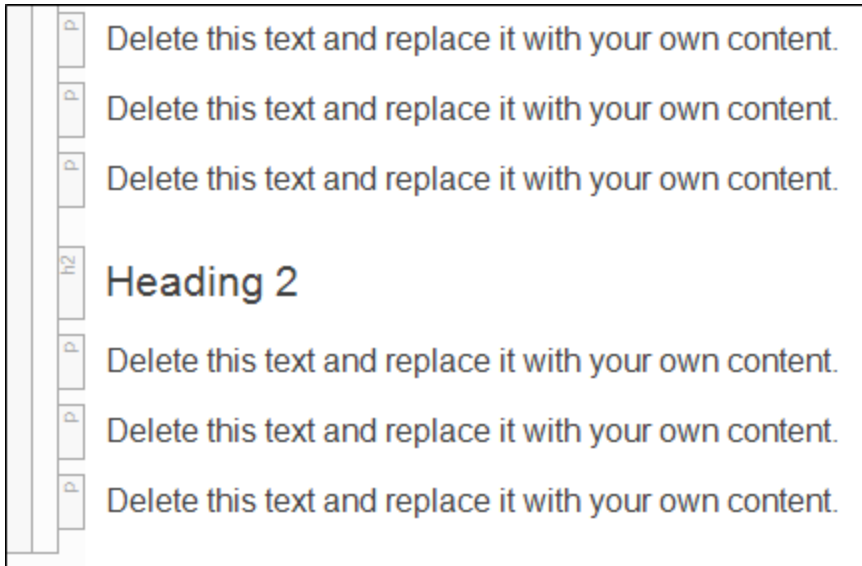 p
Delete this text and replace it with your own content.
p
Delete this text and replace it with your own content.
p
Delete this text and replace it with your own content.
h2
Heading 2
p
Delete this text and replace it with your own content.
p
Delete this text and replace it with your own content.
p
Delete this text and replace it with your own content.